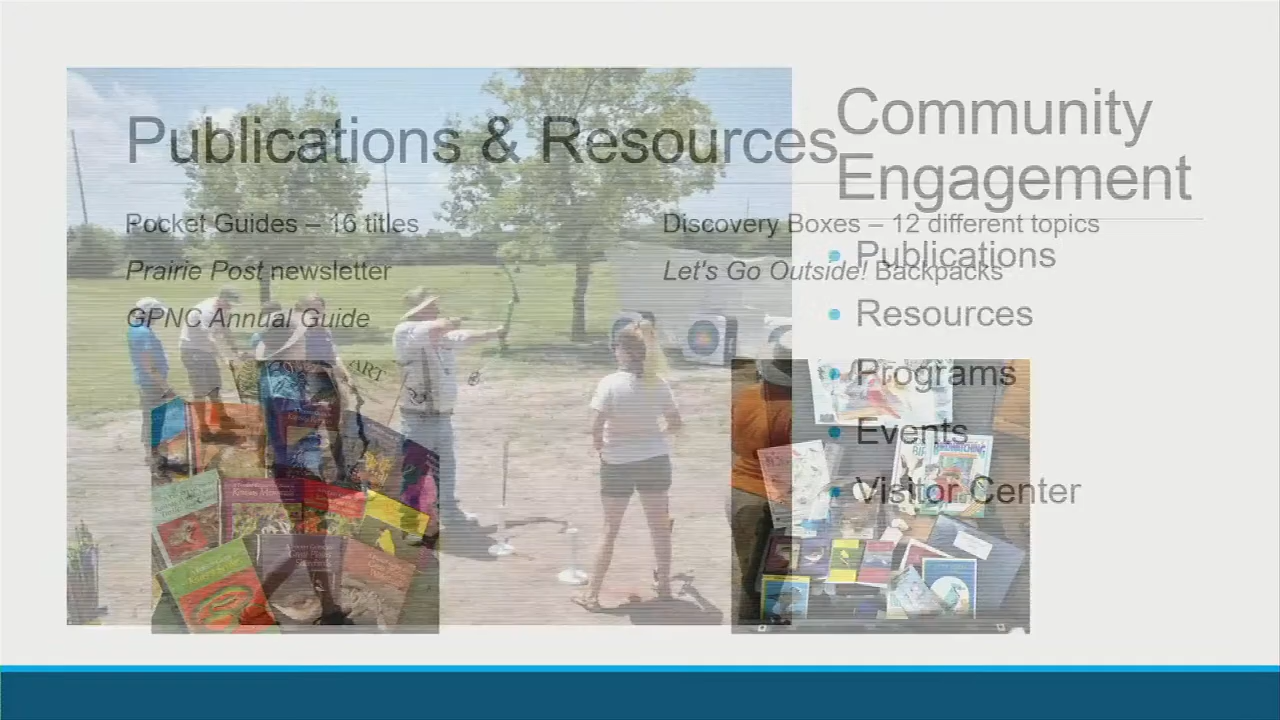 Community
Engagement
Publications
Resources
Programs
Events
Visitor Center
Publications & Resources
Pocket Guides – 16 titles
Prairie Post newsletter
GPNC Annual Guide
Discovery Boxes – 12 different topics
Let's Go Outside! Backpacks
ART